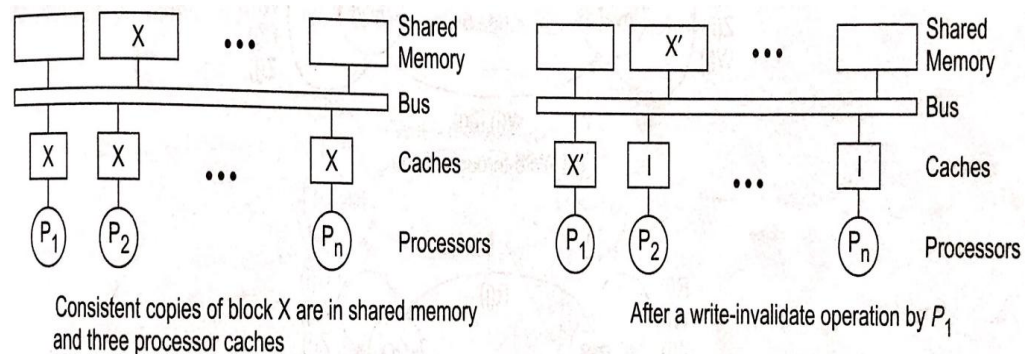 X
Shared
Memory
Bus
X X X
Caches
P1 P2 Pn
Processors
Consistent copies of block X are in shared memory
and three processor caches
X′
Shared
Memory
Bus
X′ I I
Caches
P1 P2 Pn
Processors
After a write-invalidate operation by P1